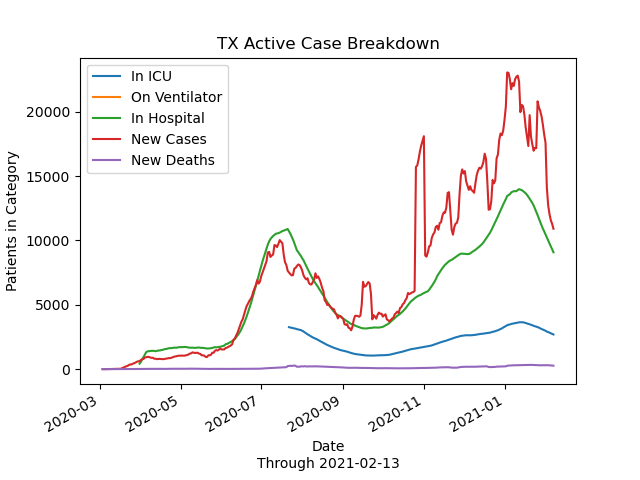 TX Active Case Breakdown
In ICU
On Ventilator
In Hospital
New Cases
New Deaths
Patients in Category
20000
15000
10000
5000
0
2020-03
2020-05
2020-07
2020-09
2020-11
2021-01
Date
Through 2021-02-13